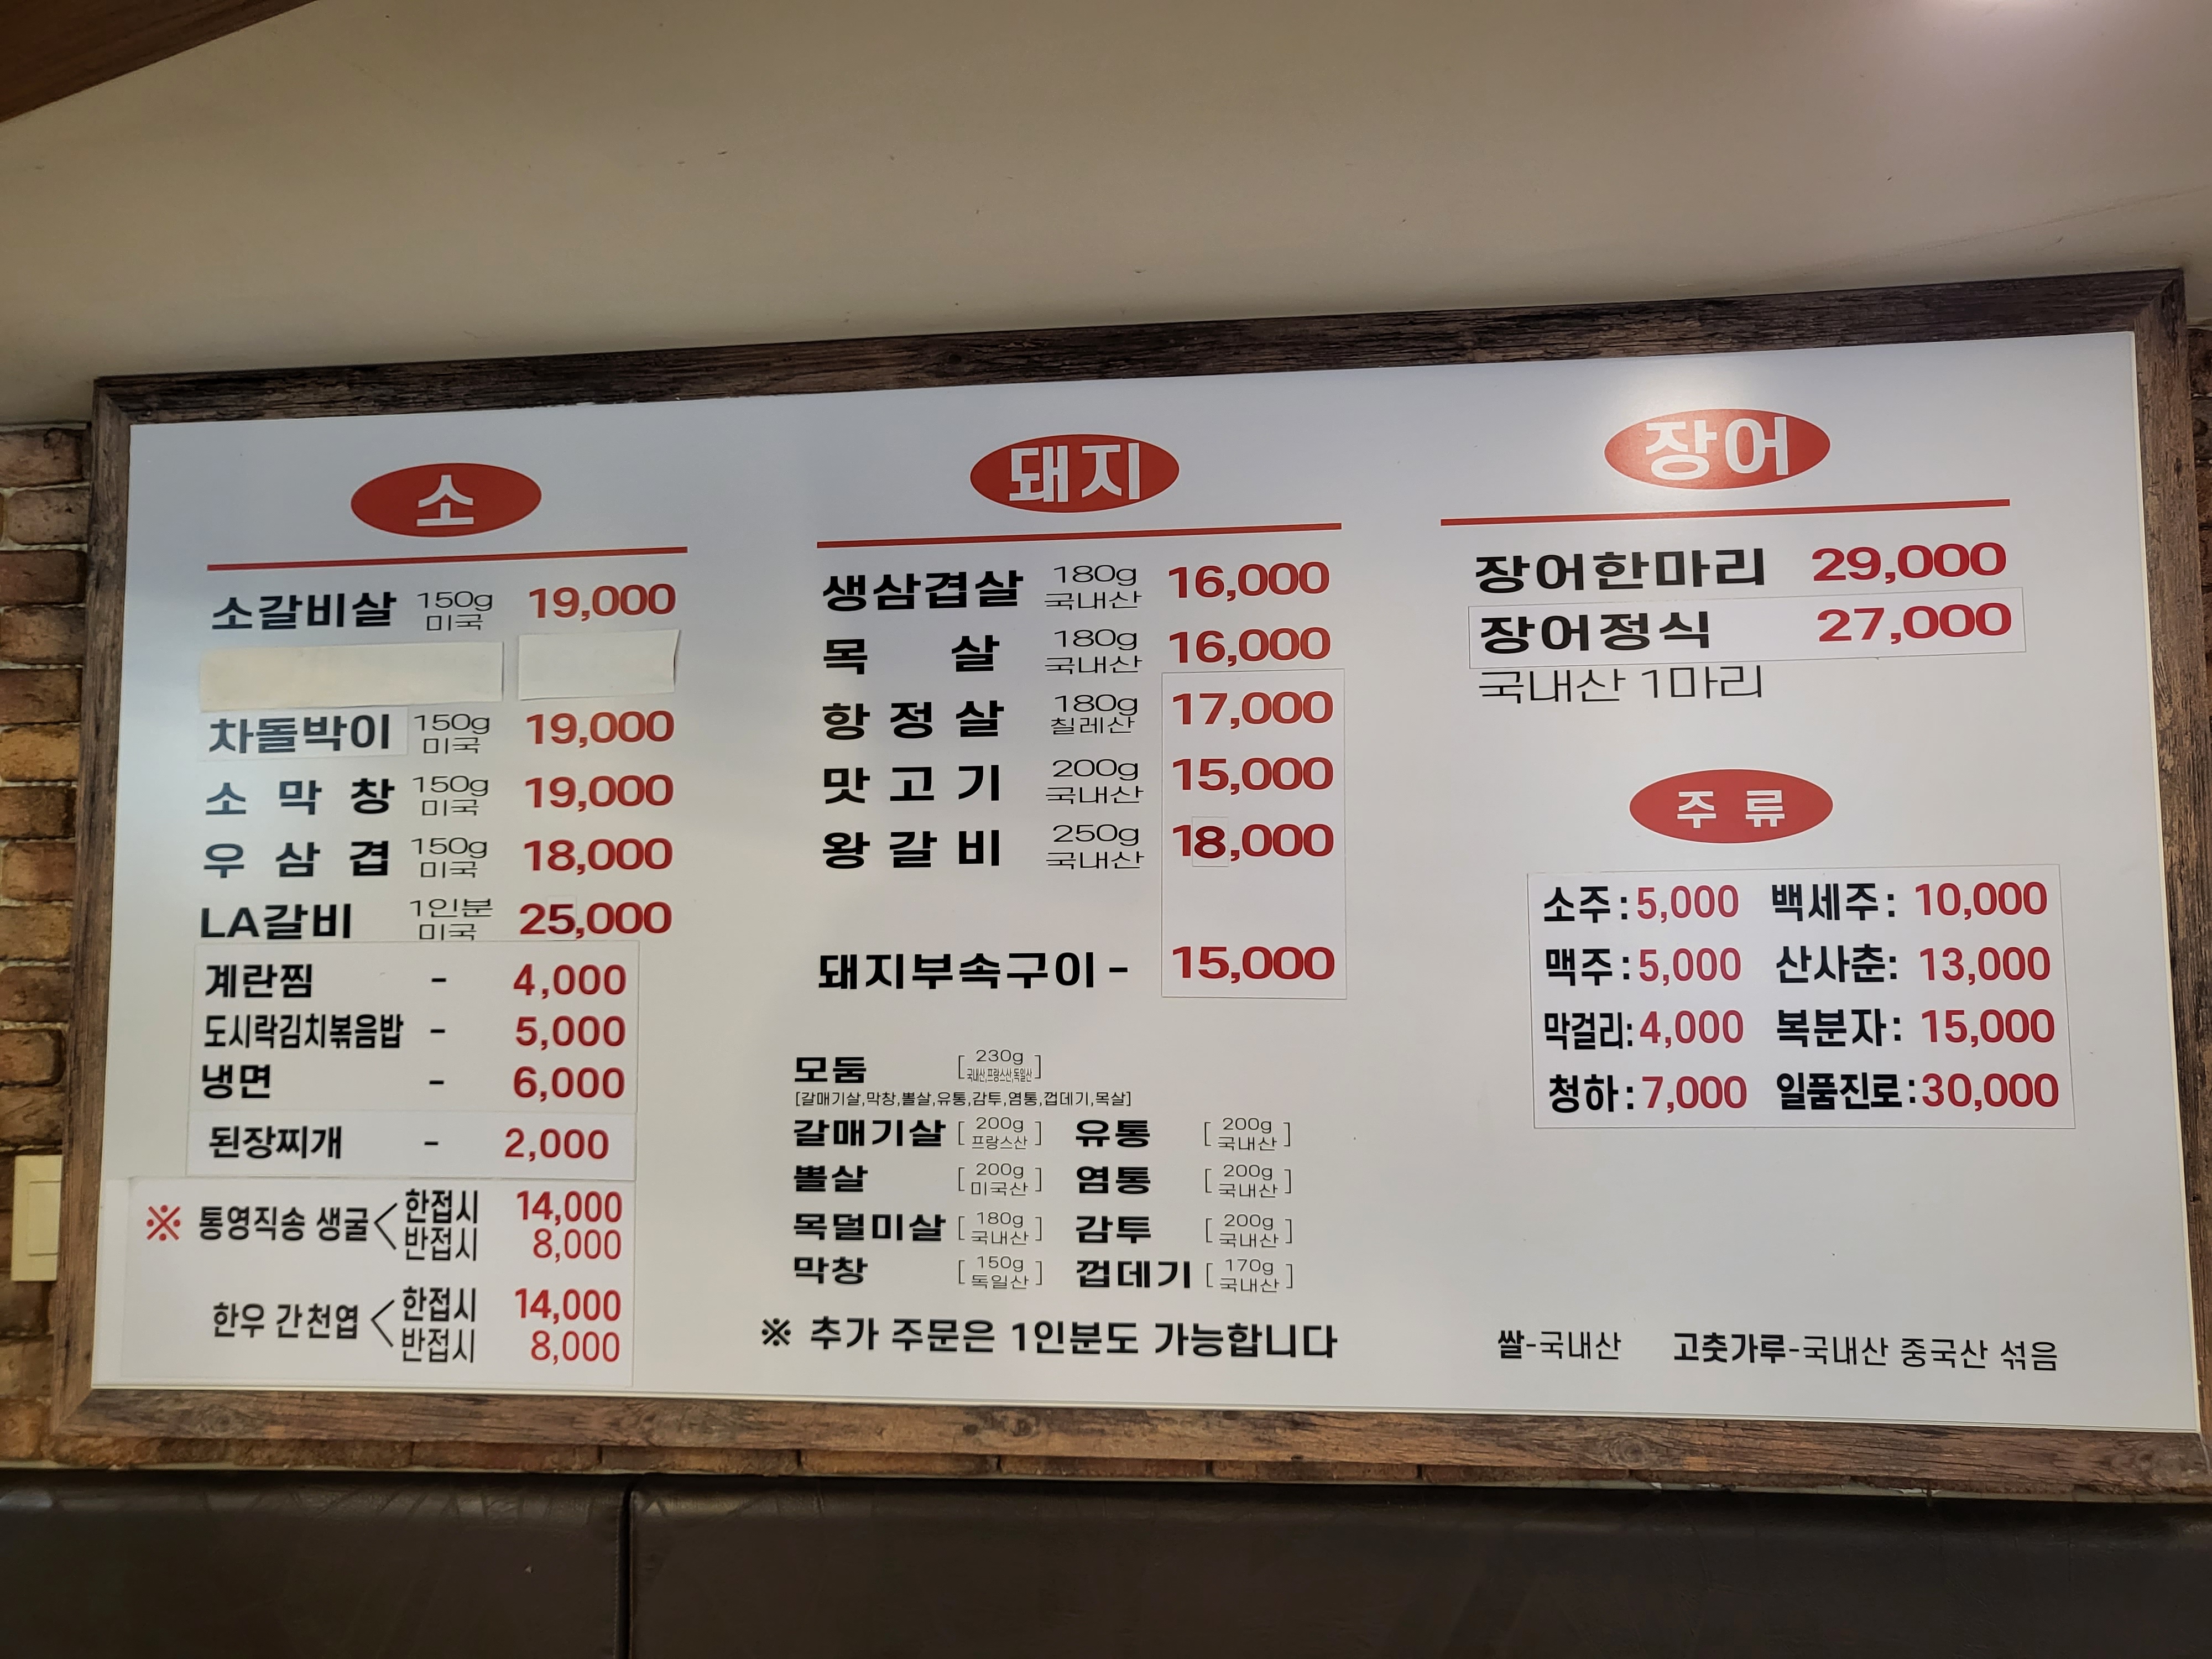 소
소갈비살 150g 미국 19,000
차돌박이 150g 미국 19,000
소 막 창 150g 미국 19,000
우 삼 겹 150g 미국 18,000
LA갈비 1인분 미국 25,000
계란찜 - 4,000
도시락김치볶음밥 - 5,000
냉면 - 6,000
된장찌개 - 2,000
※ 통영직송 생굴 < 한접시 14,000
반접시 8,000
한우 간천엽 < 한접시 14,000
반접시 8,000
돼지
생삼겹살 180g 국내산 16,000
목 살 180g 국내산 16,000
항 정 살 180g 칠레산 17,000
맛 고 기 200g 국내산 15,000
왕 갈 비 250g 국내산 18,000
돼지부속구이 - 15,000
모둠 [230g 국내산,프랑스산,독일산]
[갈매기살,막창,뽈살,유통,감투,염통,껍데기,목살]
갈매기살 [200g 프랑스산] 유통 [200g 국내산]
뽈살 [200g 미국산] 염통 [200g 국내산]
목덜미살 [180g 국내산] 감투 [200g 국내산]
막창 [150g 독일산] 껍데기 [170g 국내산]
※ 추가 주문은 1인분도 가능합니다
장어
장어한마리 29,000
장어정식 27,000
국내산 1마리
주 류
소주: 5,000 백세주: 10,000
맥주: 5,000 산사춘: 13,000
막걸리: 4,000 복분자: 15,000
청하: 7,000 일품진로: 30,000
쌀-국내산 고춧가루-국내산 중국산 섞음